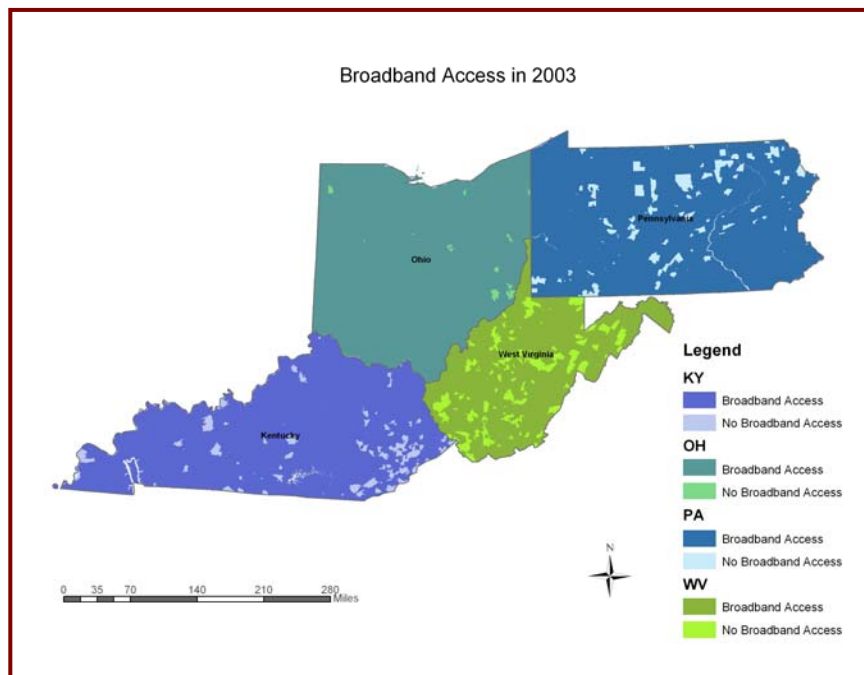 Broadband Access in 2003
Pennsylvania
Ohio
West Virginia
Kentucky
Legend
KY
Broadband Access
No Broadband Access
OH
Broadband Access
No Broadband Access
PA
Broadband Access
No Broadband Access
WV
Broadband Access
No Broadband Access
N
0 35 70 140 210 280
Miles